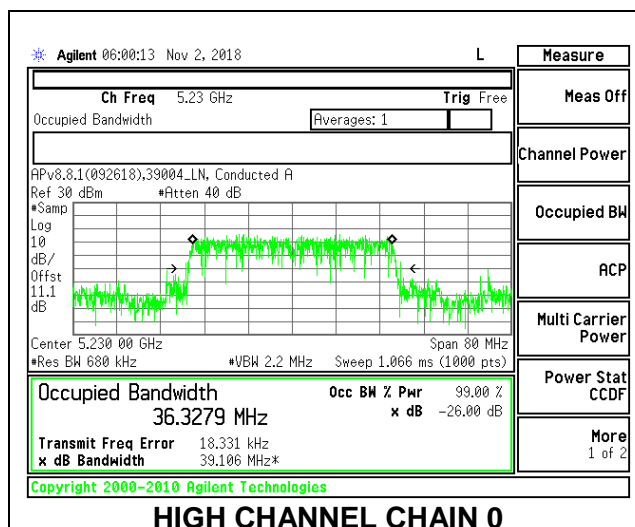 Agilent 06:00:13 Nov 2, 2018 L
Measure
Ch Freq 5.23 GHz Trig Free
Occupied Bandwidth Averages: 1
APv8.8.1(092618),39004_LN, Conducted A
Ref 30 dBm #Atten 40 dB
#Samp
Log
10
dB/
Offst
11.1
dB
Center 5.230 00 GHz Span 80 MHz
#Res BW 680 kHz #VBW 2.2 MHz Sweep 1.066 ms (1000 pts)
Occupied Bandwidth Occ BW % Pwr 99.00 %
36.3279 MHz x dB -26.00 dB
Transmit Freq Error 18.331 kHz
x dB Bandwidth 39.106 MHz*
Copyright 2000-2010 Agilent Technologies
Meas Off
Channel Power
Occupied BW
ACP
Multi Carrier
Power
Power Stat
CCDF
More
1 of 2
HIGH CHANNEL CHAIN 0